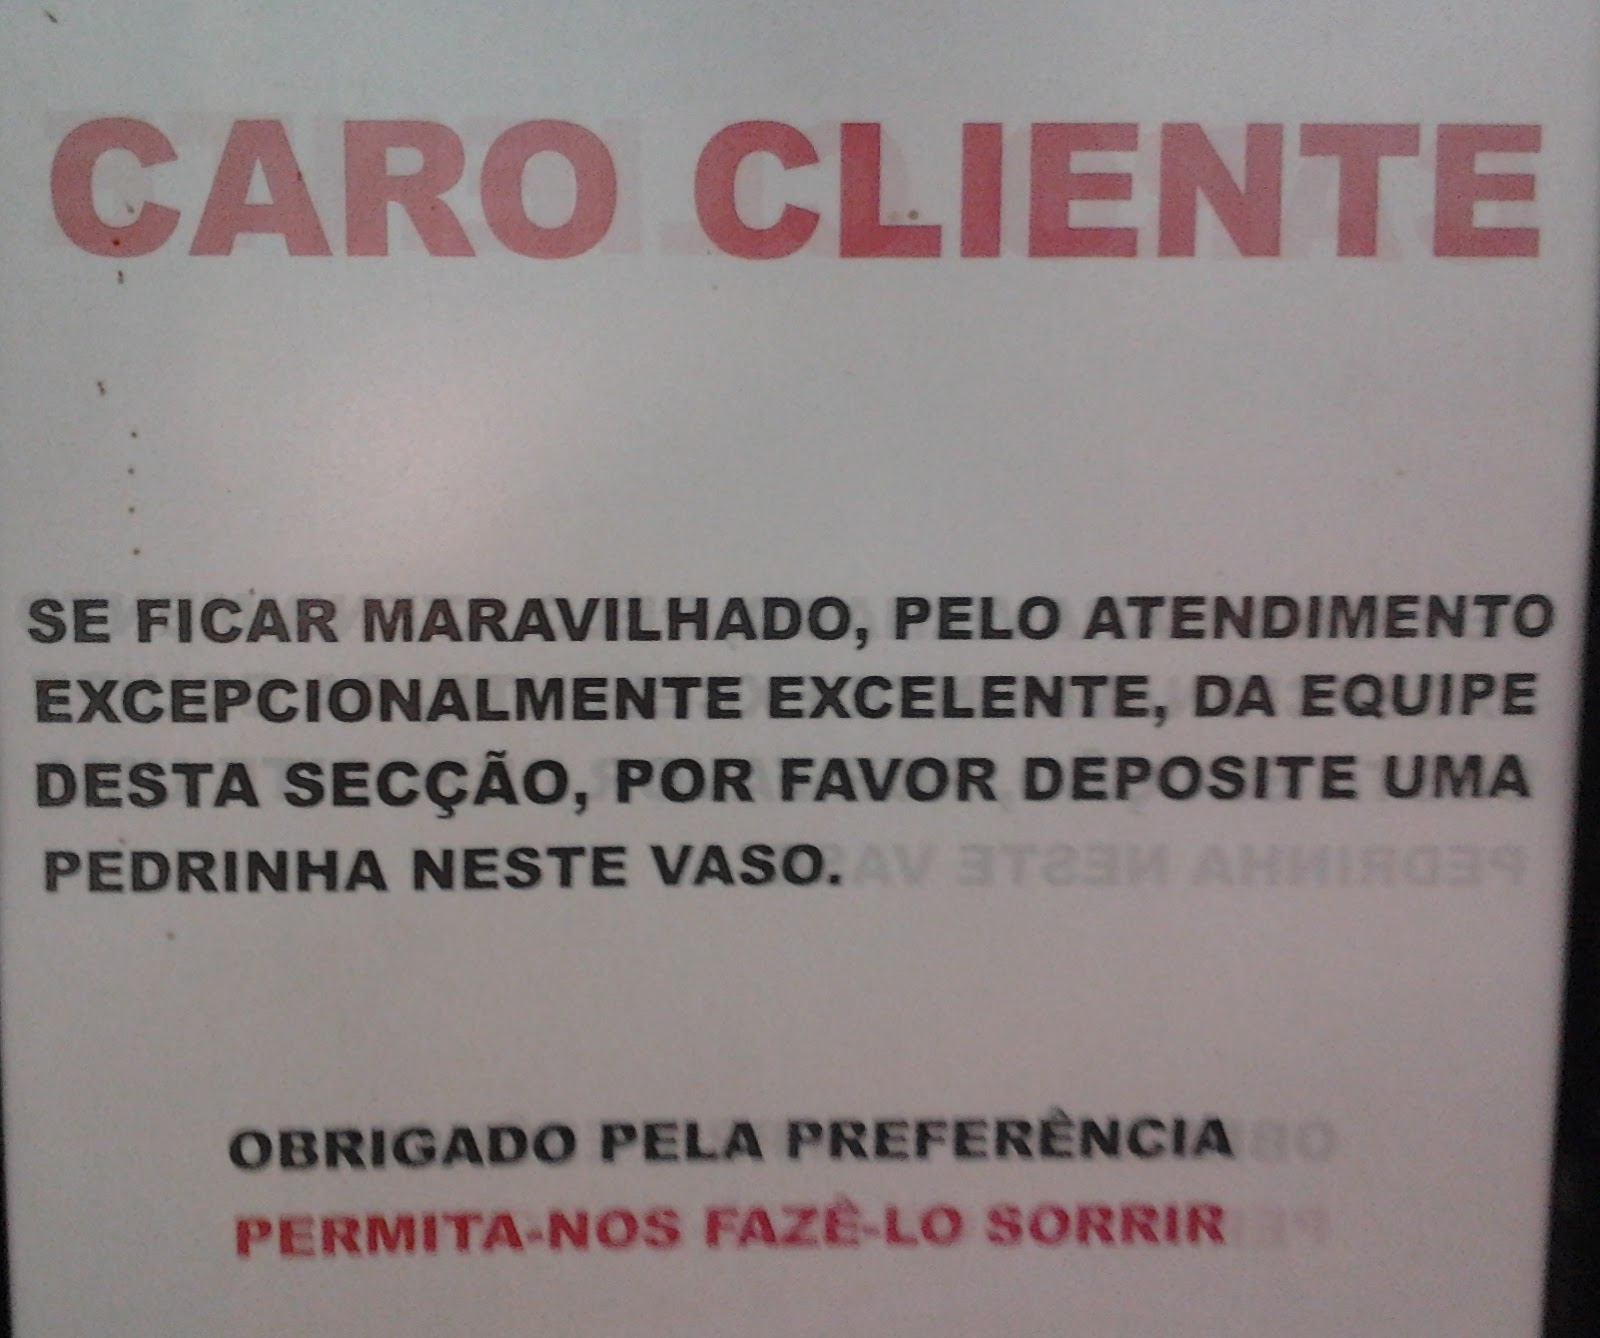 CARO CLIENTE
SE FICAR MARAVILHADO, PELO ATENDIMENTO
EXCEPCIONALMENTE EXCELENTE, DA EQUIPE
DESTA SECÇÃO, POR FAVOR DEPOSITE UMA
PEDRINHA NESTE VASO.
OBRIGADO PELA PREFERÊNCIA
PERMITA-NOS FAZÊ-LO SORRIR